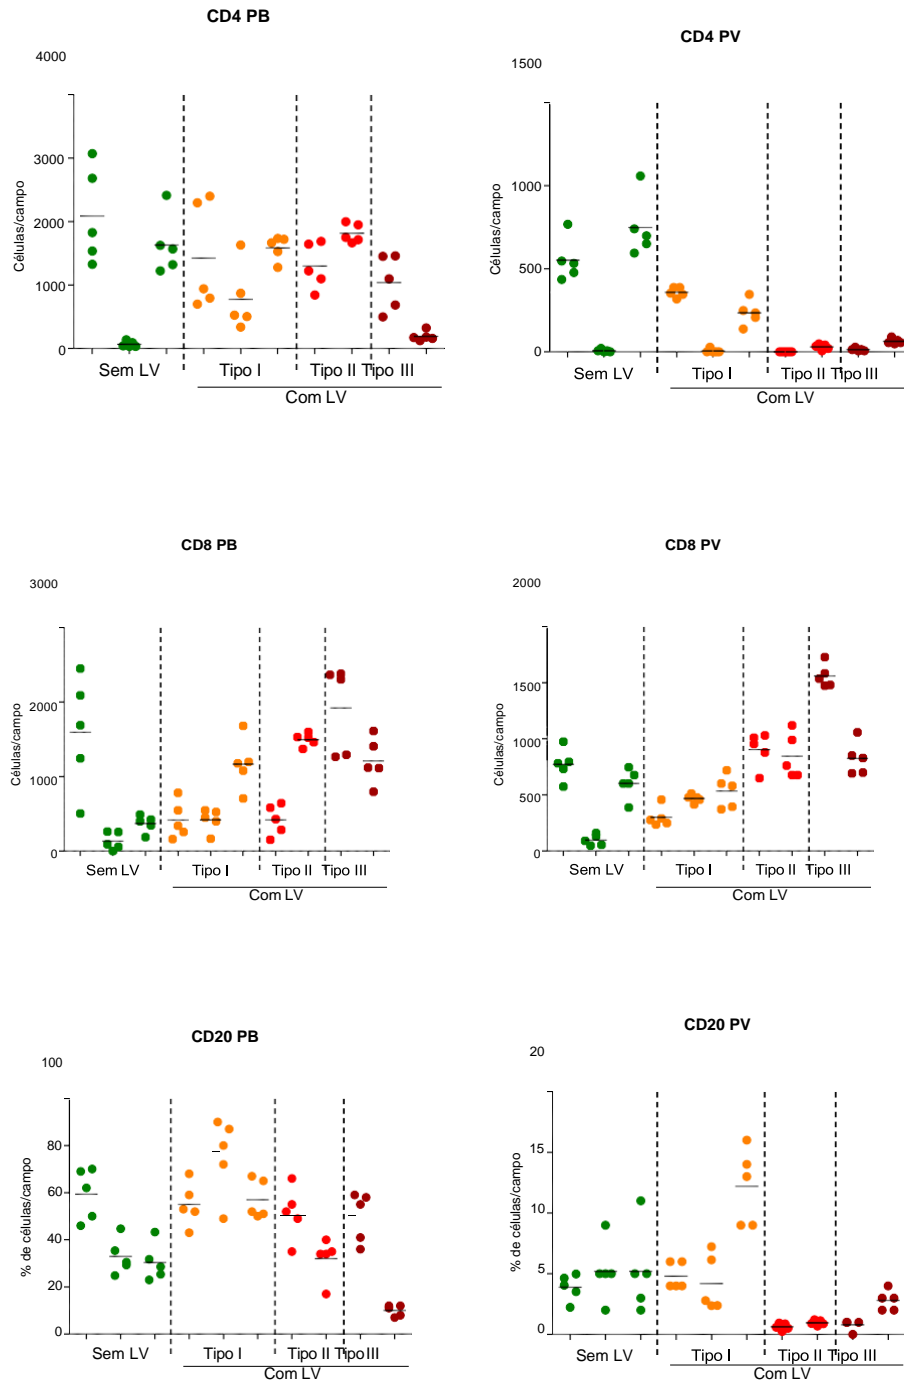 CD4 PB
4000
3000
2000
1000
0
Células/campo
Sem LV
Tipo I
Tipo II
Tipo III
Com LV
CD4 PV
1500
1000
500
0
Células/campo
Sem LV
Tipo I
Tipo II
Tipo III
Com LV
CD8 PB
3000
2000
1000
0
Células/campo
Sem LV
Tipo I
Tipo II
Tipo III
Com LV
CD8 PV
2000
1500
1000
500
0
Células/campo
Sem LV
Tipo I
Tipo II
Tipo III
Com LV
CD20 PB
100
80
60
40
20
0
% de células/campo
Sem LV
Tipo I
Tipo II
Tipo III
Com LV
CD20 PV
20
15
10
5
0
% de células/campo
Sem LV
Tipo I
Tipo II
Tipo III
Com LV